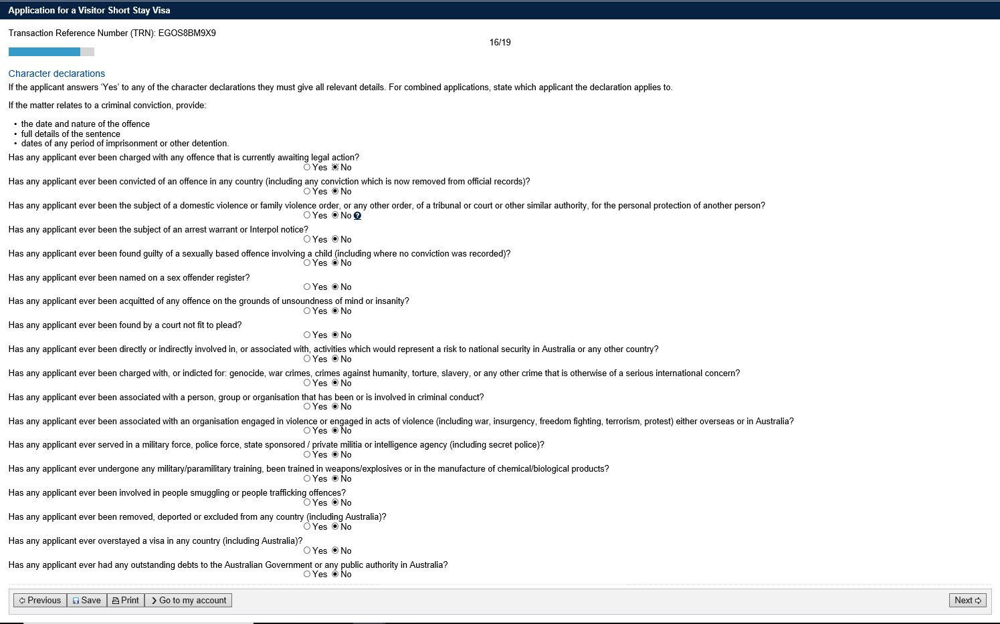 Application for a Visitor Short Stay Visa
Transaction Reference Number (TRN): EGOS8BM9X9
16/19
Character declarations
If the applicant answers 'Yes' to any of the character declarations they must give all relevant details. For combined applications, state which applicant the declaration applies to.
If the matter relates to a criminal conviction, provide:
• the date and nature of the offence
• full details of the sentence
• dates of any period of imprisonment or other detention.
Has any applicant ever been charged with any offence that is currently awaiting legal action?
Yes No
Has any applicant ever been convicted of an offence in any country (including any conviction which is now removed from official records)?
Yes No
Has any applicant ever been the subject of a domestic violence or family violence order, or any other order, of a tribunal or court or other similar authority, for the personal protection of another person?
Yes No ?
Has any applicant ever been the subject of an arrest warrant or Interpol notice?
Yes No
Has any applicant ever been found guilty of a sexually based offence involving a child (including where no conviction was recorded)?
Yes No
Has any applicant ever been named on a sex offender register?
Yes No
Has any applicant ever been acquitted of any offence on the grounds of unsoundness of mind or insanity?
Yes No
Has any applicant ever been found by a court not fit to plead?
Yes No
Has any applicant ever been directly or indirectly involved in, or associated with, activities which would represent a risk to national security in Australia or any other country?
Yes No
Has any applicant ever been charged with, or indicted for: genocide, war crimes, crimes against humanity, torture, slavery, or any other crime that is otherwise of a serious international concern?
Yes No
Has any applicant ever been associated with a person, group or organisation that has been or is involved in criminal conduct?
Yes No
Has any applicant ever been associated with an organisation engaged in violence or engaged in acts of violence (including war, insurgency, freedom fighting, terrorism, protest) either overseas or in Australia?
Yes No
Has any applicant ever served in a military force, police force, state sponsored / private militia or intelligence agency (including secret police)?
Yes No
Has any applicant ever undergone any military/paramilitary training, been trained in weapons/explosives or in the manufacture of chemical/biological products?
Yes No
Has any applicant ever been involved in people smuggling or people trafficking offences?
Yes No
Has any applicant ever been removed, deported or excluded from any country (including Australia)?
Yes No
Has any applicant ever overstayed a visa in any country (including Australia)?
Yes No
Has any applicant ever had any outstanding debts to the Australian Government or any public authority in Australia?
Yes No
Previous Save Print Go to my account Next